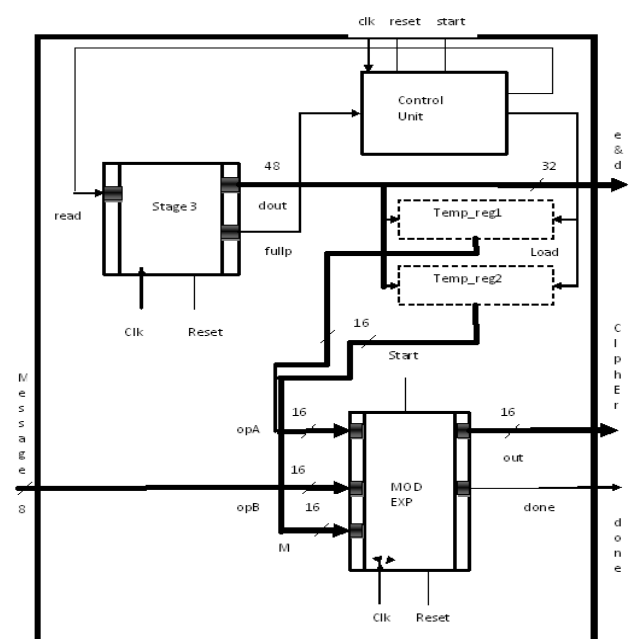 clk reset start
Control
Unit
e
&
d
48
32
Stage 3
dout
Temp_reg1
read
fullp
Load
Temp_reg2
Clk
Reset
16
Start
M
e
s
s
a
g
e
8
C
I
p
h
E
r
16
opA
16
out
16
opB
16
M
MOD
EXP
done
d
o
n
e
Clk
Reset